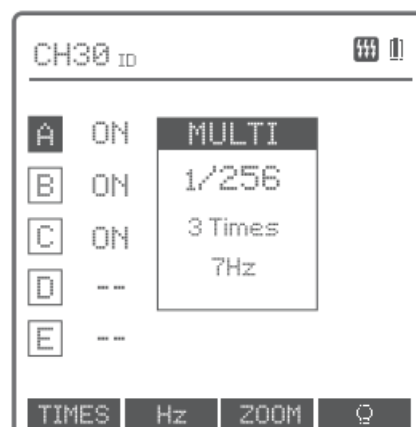 CH30 ID
A ON
B ON
C ON
D --
E --
MULTI
1/256
3 Times
7Hz
TIMES Hz ZOOM